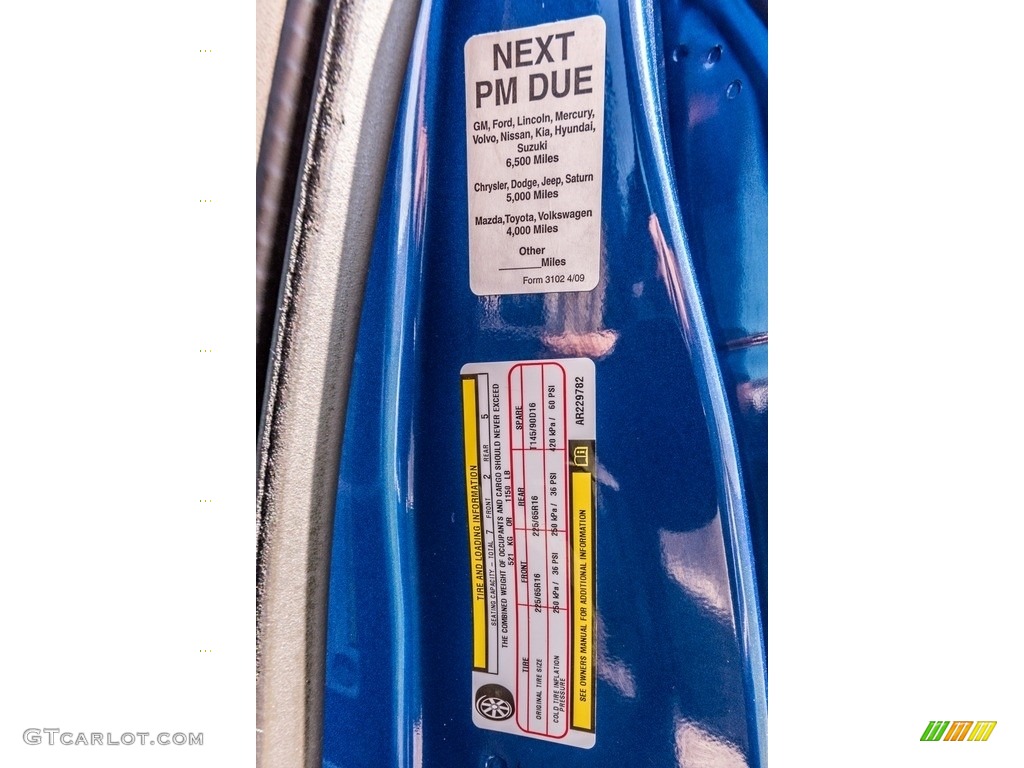 NEXT
PM DUE
GM, Ford, Lincoln, Mercury,
Volvo, Nissan, Kia, Hyundai,
Suzuki
6,500 Miles
Chrysler, Dodge, Jeep, Saturn
5,000 Miles
Mazda,Toyota, Volkswagen
4,000 Miles
Other
_______Miles
Form 3102 4/09
TIRE AND LOADING INFORMATION
SEATING CAPACITY – TOTAL 7 FRONT 2 REAR 5
THE COMBINED WEIGHT OF OCCUPANTS AND CARGO SHOULD NEVER EXCEED
521 KG OR 1150 LB
TIRE FRONT REAR SPARE
ORIGINAL TIRE SIZE 225/65R16 225/65R16 T145/90D16
COLD TIRE INFLATION PRESSURE 250 kPa / 36 PSI 250 kPa / 36 PSI 420 kPa / 60 PSI
SEE OWNERS MANUAL FOR ADDITIONAL INFORMATION
AR229782
GTCARLOT.COM